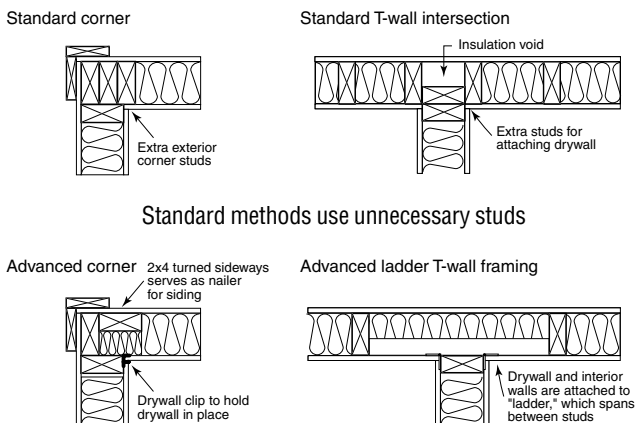 Standard corner
Extra exterior
corner studs
Standard T-wall intersection
Insulation void
Extra studs for
attaching drywall
Standard methods use unnecessary studs
Advanced corner
2x4 turned sideways
serves as nailer
for siding
Drywall clip to hold
drywall in place
Advanced ladder T-wall framing
Drywall and interior
walls are attached to
"ladder," which spans
between studs